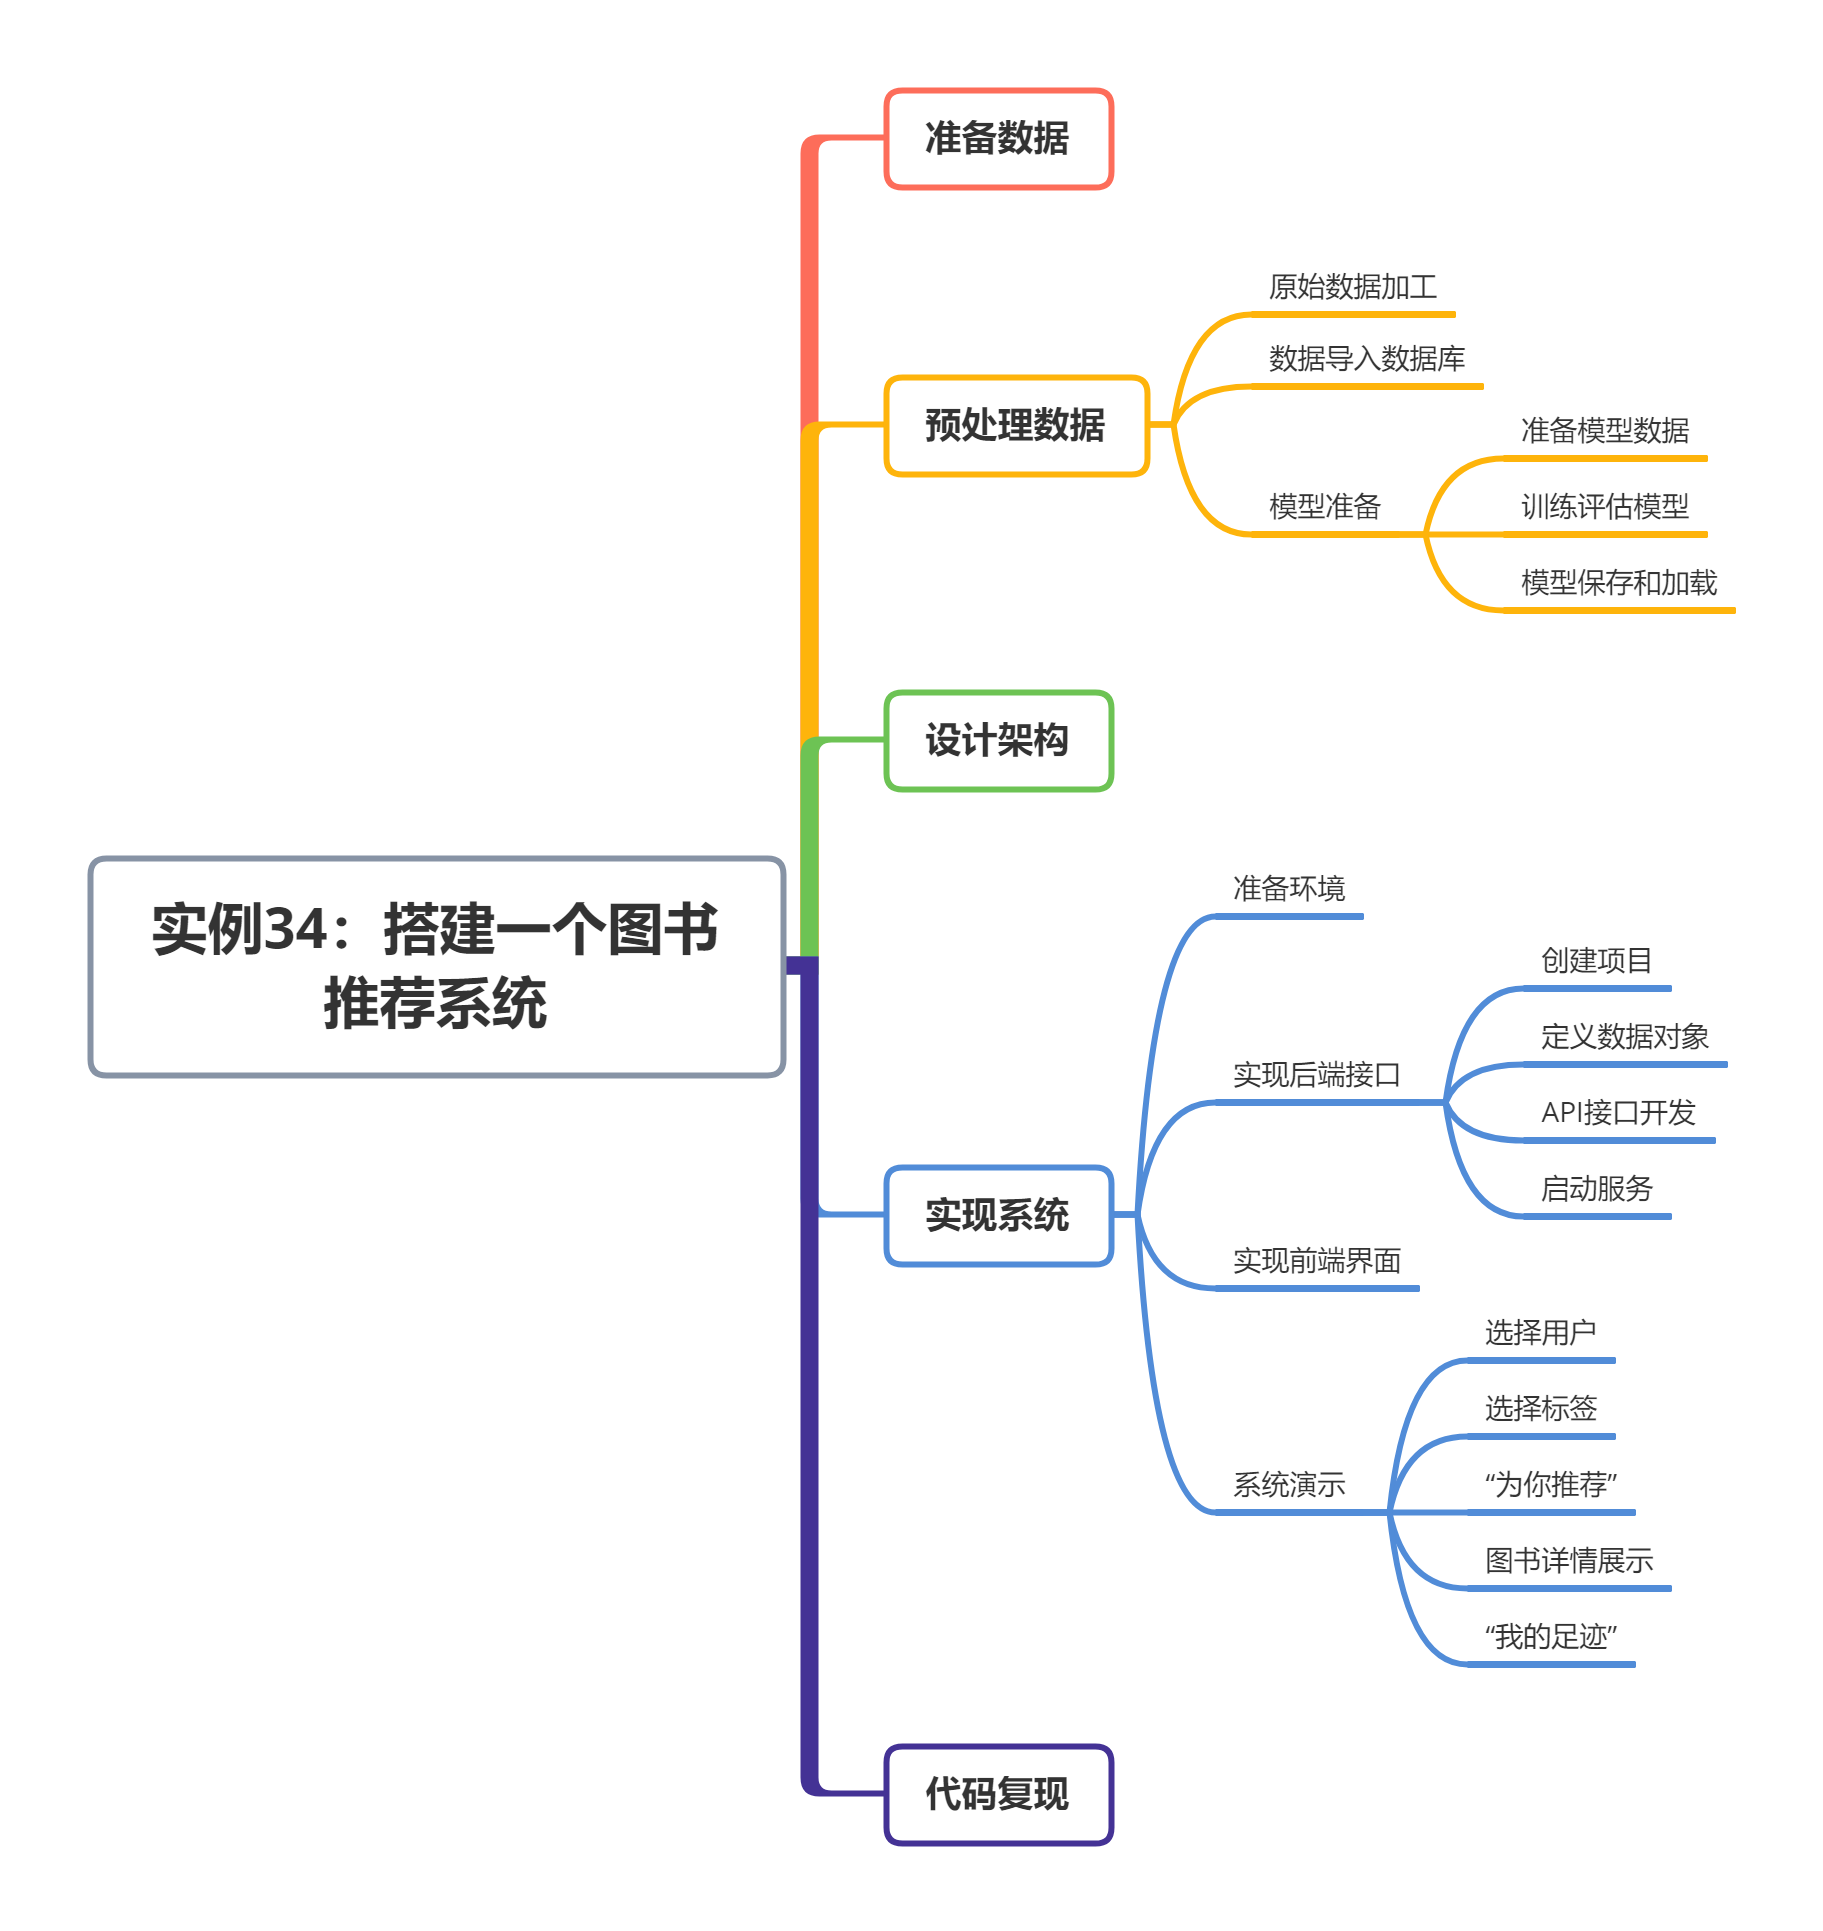 实例34：搭建一个图书
推荐系统
准备数据
预处理数据
原始数据加工
数据导入数据库
模型准备
准备模型数据
训练评估模型
模型保存和加载
设计架构
实现系统
准备环境
实现后端接口
创建项目
定义数据对象
API接口开发
启动服务
实现前端界面
系统演示
选择用户
选择标签
“为你推荐”
图书详情展示
“我的足迹”
代码复现